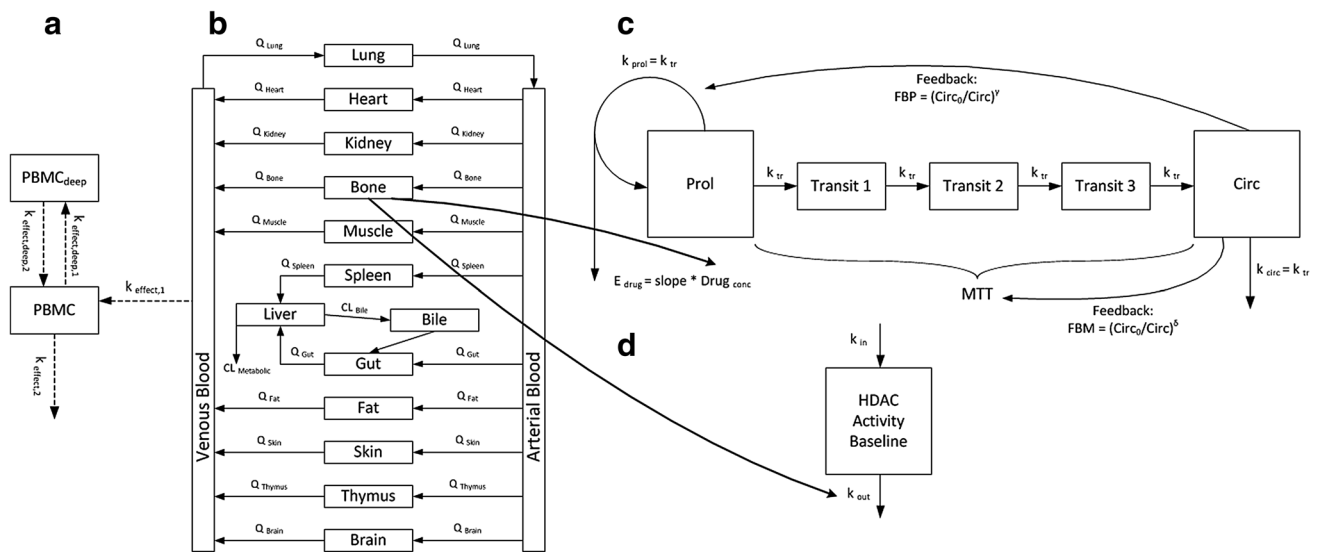 a
PBMC deep
k effect,deep,2
k effect,deep,1
PBMC
k effect,1
k effect,2
b
Venous Blood
Arterial Blood
Q Lung
Lung
Q Lung
Q Heart
Heart
Q Heart
Q Kidney
Kidney
Q Kidney
Q Bone
Bone
Q Bone
Q Muscle
Muscle
Q Muscle
Q Spleen
Spleen
Q Spleen
Liver
CL Bile
Bile
CL Metabolic
Q Gut
Gut
Q Gut
Q Fat
Fat
Q Fat
Q Skin
Skin
Q Skin
Q Thymus
Thymus
Q Thymus
Q Brain
Brain
Q Brain
c
k prol = k tr
Feedback:
FBP = (Circ₀/Circ)^γ
Prol
k tr
Transit 1
k tr
Transit 2
k tr
Transit 3
k tr
Circ
E drug = slope * Drug conc
MTT
k circ = k tr
Feedback:
FBM = (Circ₀/Circ)^δ
d
k in
HDAC
Activity
Baseline
k out